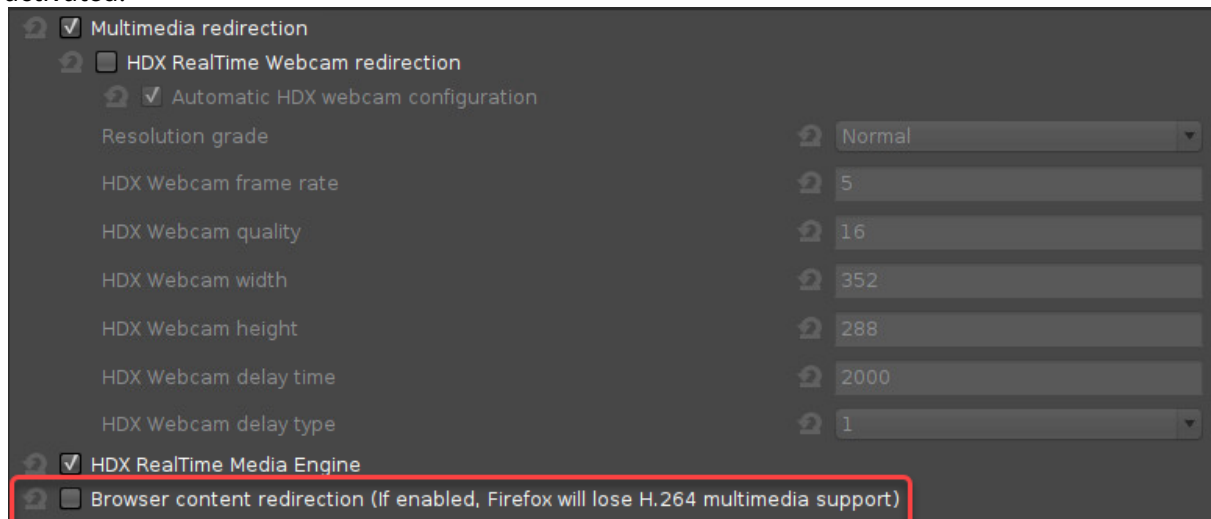 Multimedia redirection
HDX RealTime Webcam redirection
Automatic HDX webcam configuration
Resolution grade Normal
HDX Webcam frame rate 5
HDX Webcam quality 16
HDX Webcam width 352
HDX Webcam height 288
HDX Webcam delay time 2000
HDX Webcam delay type 1
HDX RealTime Media Engine
Browser content redirection (If enabled, Firefox will lose H.264 multimedia support)